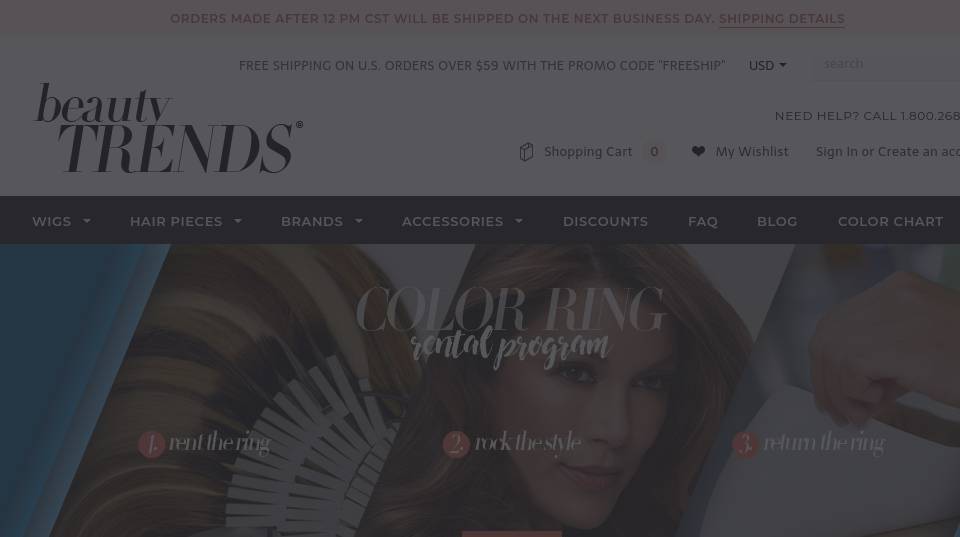 ORDERS MADE AFTER 12 PM CST WILL BE SHIPPED ON THE NEXT BUSINESS DAY. SHIPPING DETAILS
FREE SHIPPING ON U.S. ORDERS OVER $59 WITH THE PROMO CODE "FREESHIP" USD search
beauty
TRENDS®
NEED HELP? CALL 1.800.268
Shopping Cart 0 My Wishlist Sign In or Create an acc
WIGS HAIR PIECES BRANDS ACCESSORIES DISCOUNTS FAQ BLOG COLOR CHART
COLOR RING
rental program
1. rent the ring 2. rock the style 3. return the ring